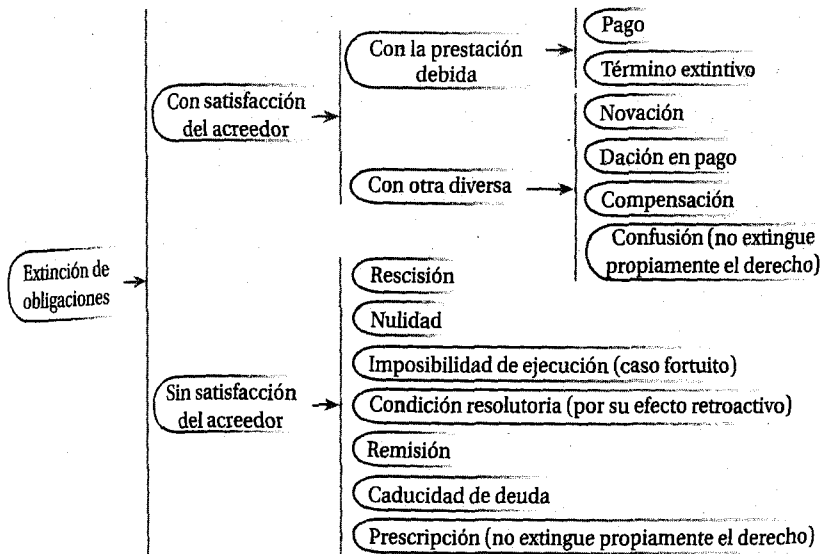 Extinción de
obligaciones
Con satisfacción
del acreedor
Con la prestación
debida
Pago
Término extintivo
Con otra diversa
Novación
Dación en pago
Compensación
Confusión (no extingue
propiamente el derecho)
Sin satisfacción
del acreedor
Rescisión
Nulidad
Imposibilidad de ejecución (caso fortuito)
Condición resolutoria (por su efecto retroactivo)
Remisión
Caducidad de deuda
Prescripción (no extingue propiamente el derecho)